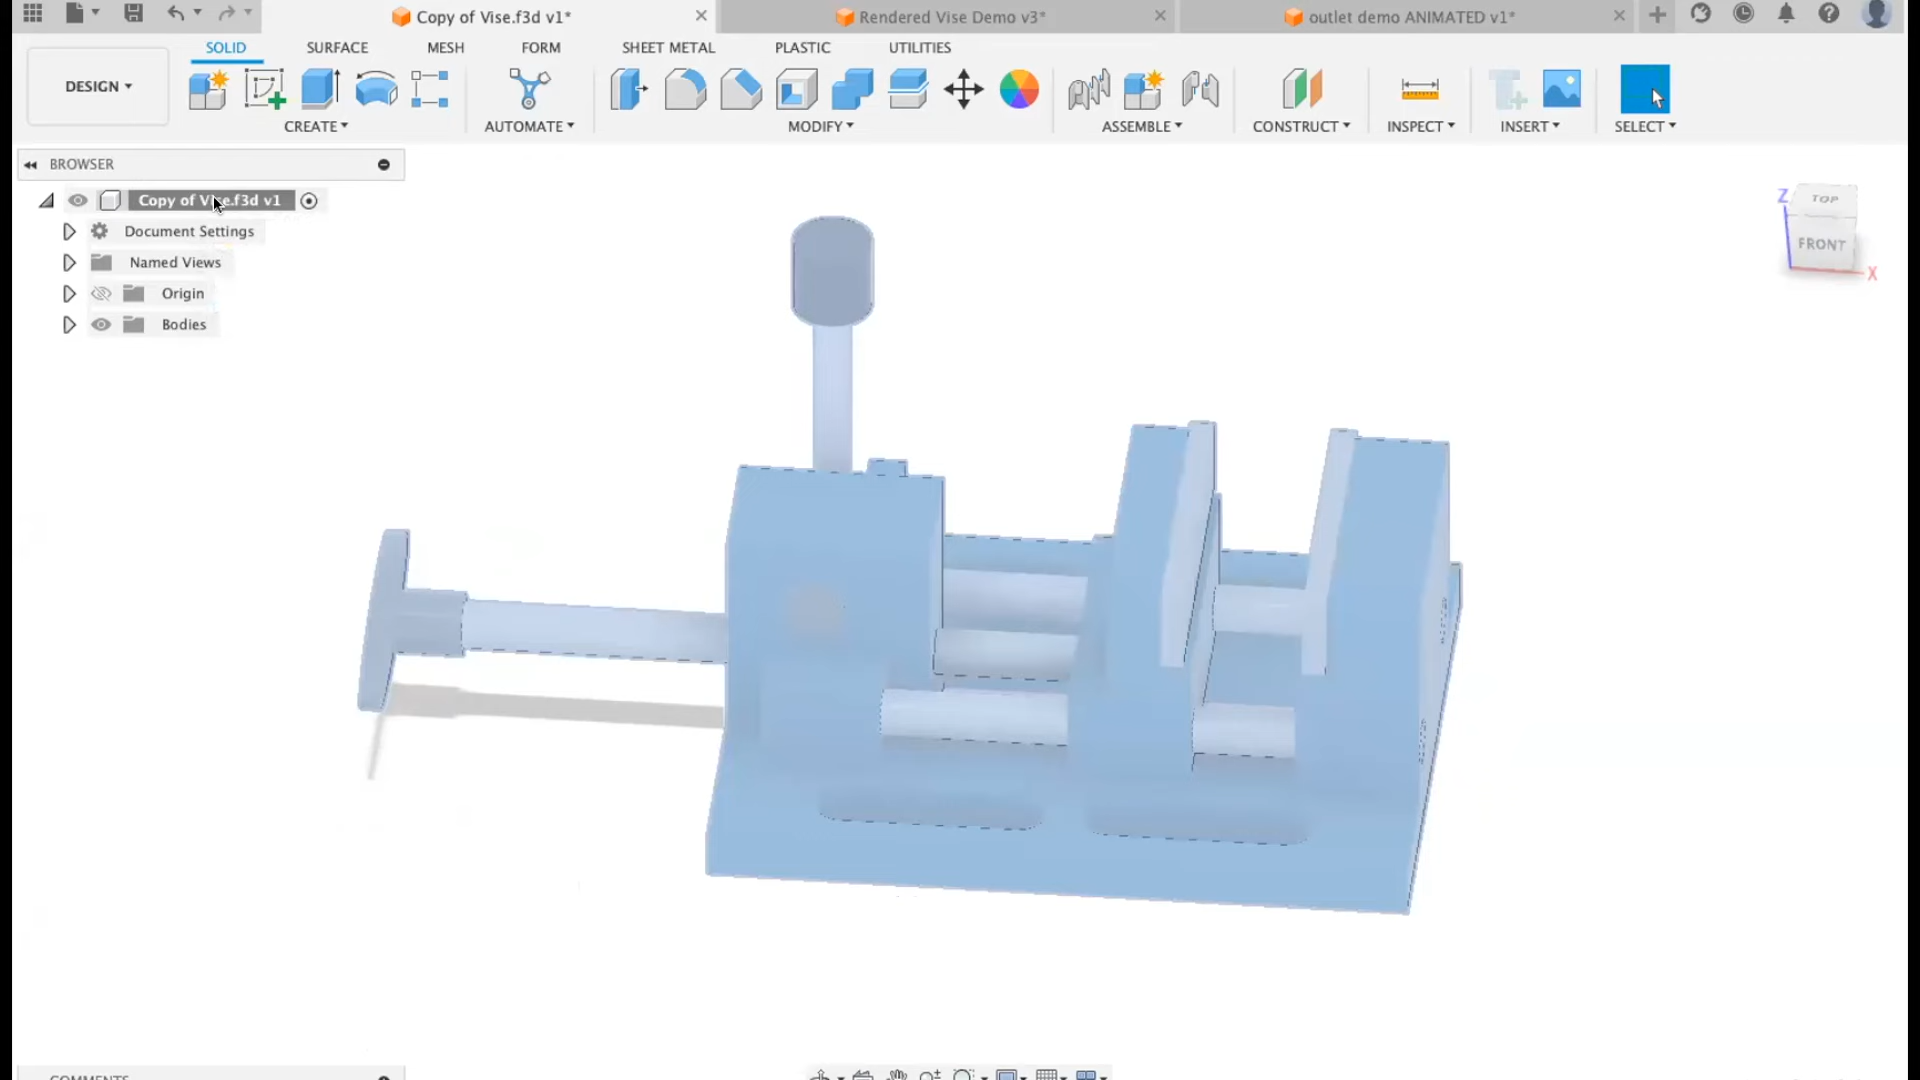 Copy of Vise.f3d v1*
Rendered Vise Demo v3*
outlet demo ANIMATED v1*
SOLID SURFACE MESH FORM SHEET METAL PLASTIC UTILITIES
DESIGN
CREATE AUTOMATE MODIFY ASSEMBLE CONSTRUCT INSPECT INSERT SELECT
BROWSER
Copy of Vise.f3d v1
Document Settings
Named Views
Origin
Bodies
Z
TOP
FRONT
X
COMMENTS